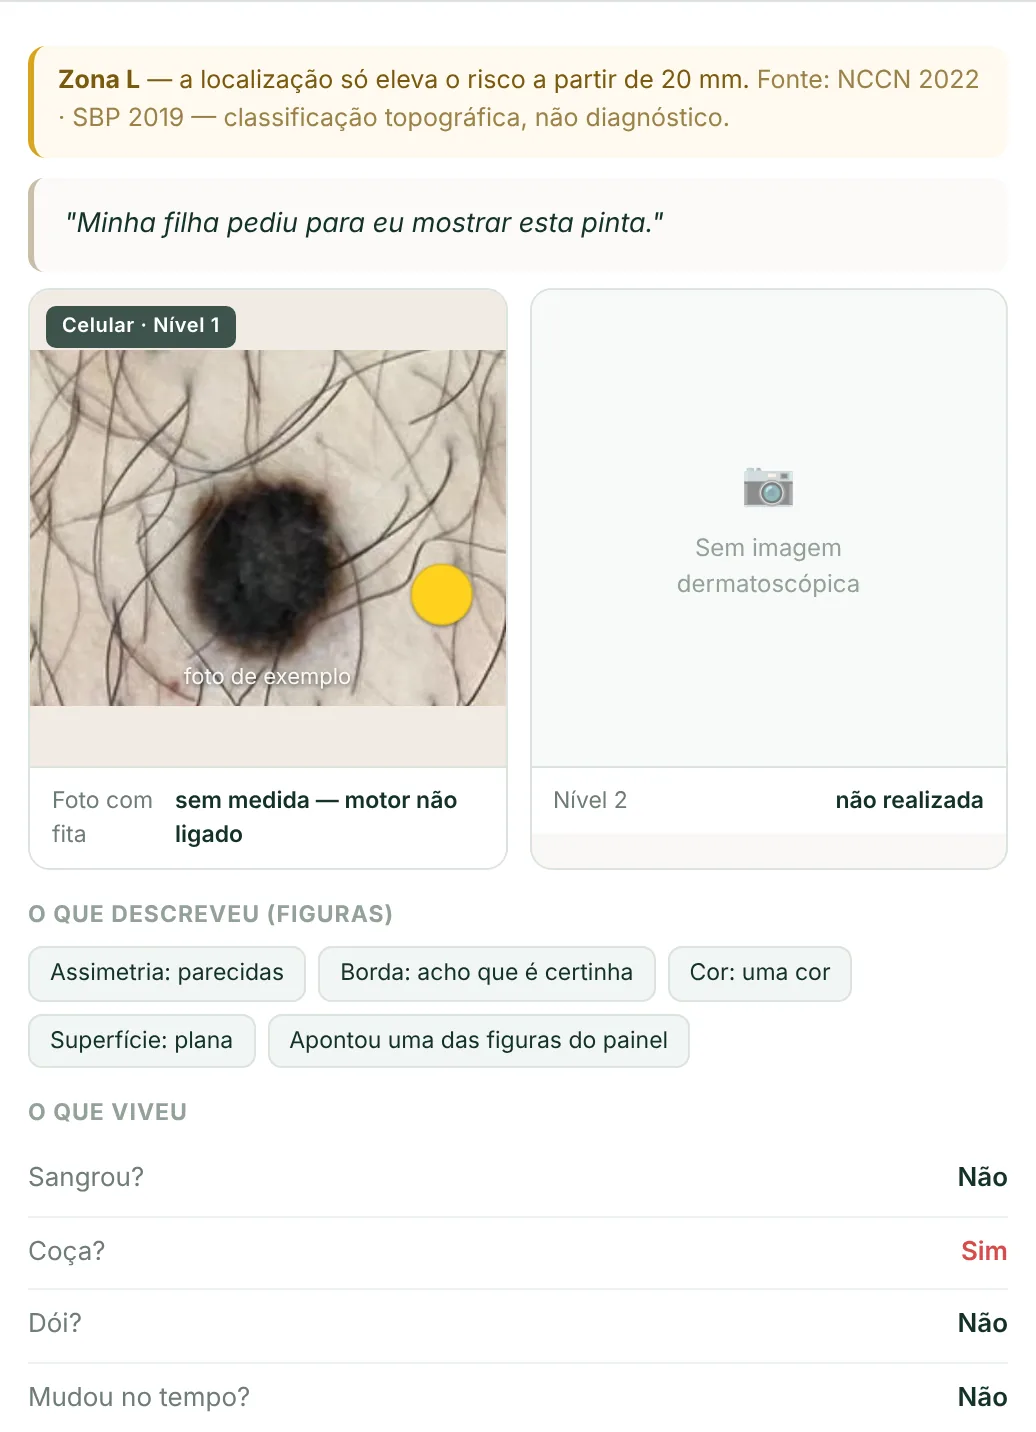 Zona L — a localização só eleva o risco a partir de 20 mm. Fonte: NCCN 2022
· SBP 2019 — classificação topográfica, não diagnóstico.
"Minha filha pediu para eu mostrar esta pinta."
Celular · Nível 1
foto de exemplo
Foto com fita
sem medida — motor não ligado
Sem imagem
dermatoscópica
Nível 2
não realizada
O QUE DESCREVEU (FIGURAS)
Assimetria: parecidas
Borda: acho que é certinha
Cor: uma cor
Superfície: plana
Apontou uma das figuras do painel
O QUE VIVEU
Sangrou? Não
Coça? Sim
Dói? Não
Mudou no tempo? Não